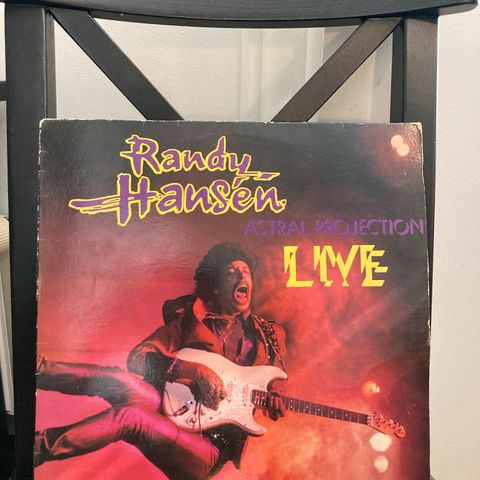 Randy
Hansen
ASTRAL PROJECTION
LIVE